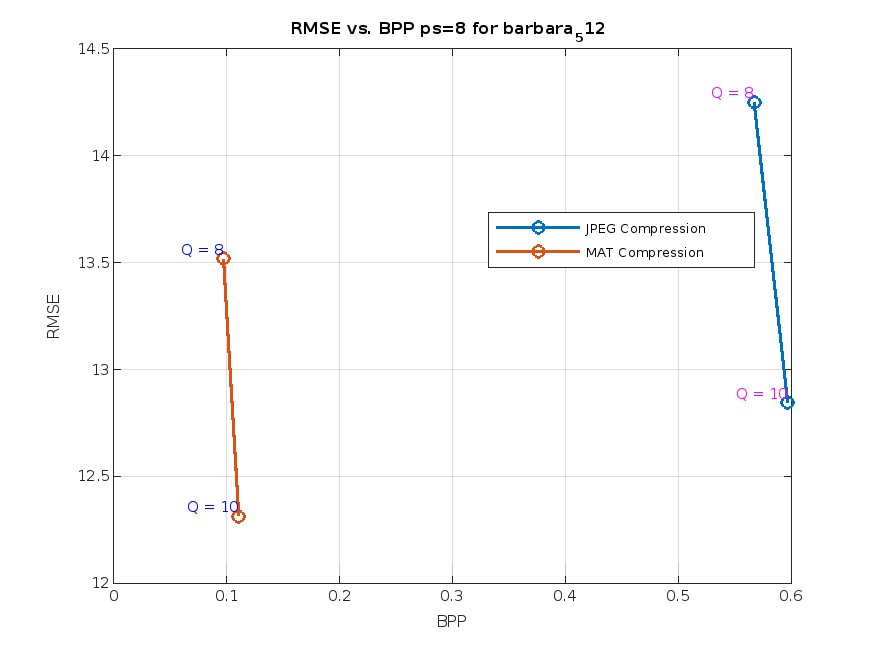 RMSE vs. BPP ps=8 for barbara512
14.5
Q = 8
14
JPEG Compression
MAT Compression
Q = 8
13.5
RMSE
13
Q = 10
12.5
Q = 10
12
0 0.1 0.2 0.3 0.4 0.5 0.6
BPP